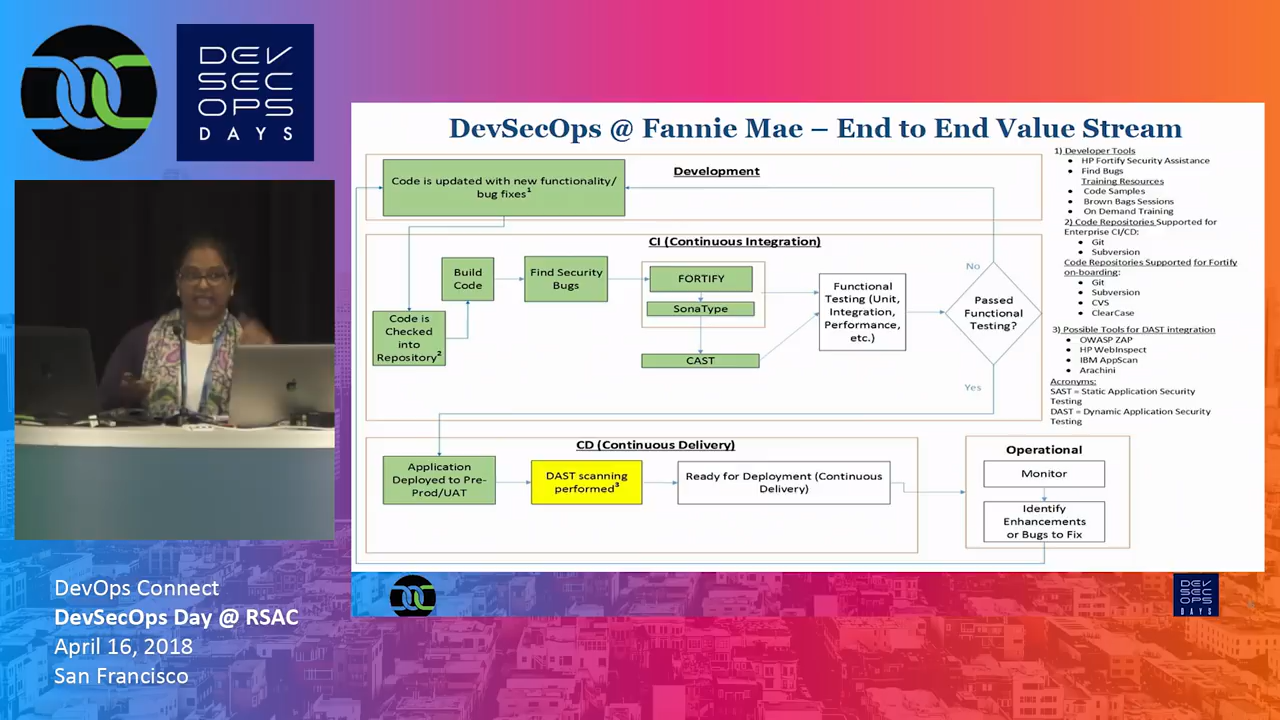 DEV
SEC
OPS
DAYS
DevSecOps @ Fannie Mae – End to End Value Stream
Development
Code is updated with new functionality/
bug fixes1
CI (Continuous Integration)
Build
Code
Find Security
Bugs
FORTIFY
SonaType
CAST
Code is
Checked
into
Repository2
Functional
Testing (Unit,
Integration,
Performance,
etc.)
Passed
Functional
Testing?
No
Yes
CD (Continuous Delivery)
Application
Deployed to Pre-
Prod/UAT
DAST scanning
performed3
Ready for Deployment (Continuous
Delivery)
Operational
Monitor
Identify
Enhancements
or Bugs to Fix
1) Developer Tools
HP Fortify Security Assistance
Find Bugs
Training Resources
Code Samples
Brown Bags Sessions
On Demand Training
2) Code Repositories Supported for
Enterprise CI/CD:
Git
Subversion
Code Repositories Supported for Fortify
on-boarding:
Git
Subversion
CVS
ClearCase
3) Possible Tools for DAST integration
OWASP ZAP
HP WebInspect
IBM AppScan
Arachini
Acronyms:
SAST = Static Application Security
Testing
DAST = Dynamic Application Security
Testing
DEV
SEC
OPS
DAYS
DevOps Connect
DevSecOps Day @ RSAC
April 16, 2018
San Francisco